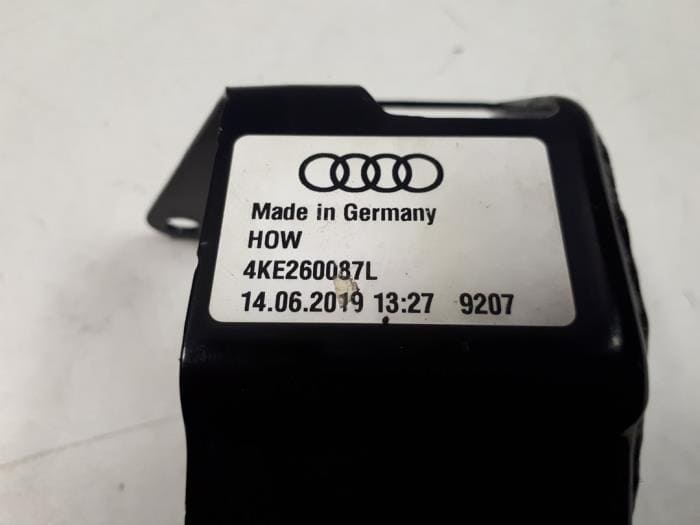 Made in Germany
HOW
4KE260087L
14.06.2019 13:27 9207